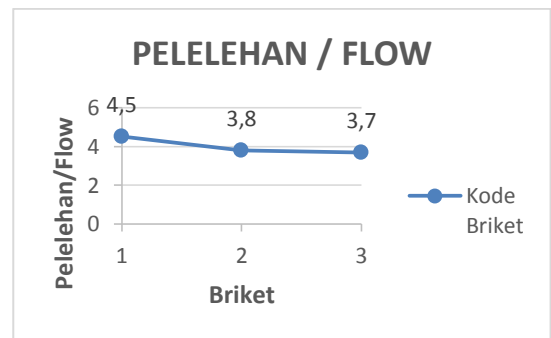 PELELEHAN / FLOW
6
4
2
0
4,5
3,8
3,7
Pelelehan/Flow
1 2 3
Briket
Kode
Briket